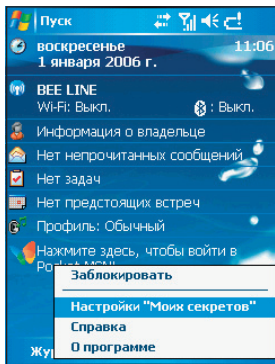 Пуск
воскресенье 11:06
1 января 2006 г.
BEE LINE
Wi-Fi: Выкл. : Выкл.
Информация о владельце
Нет непрочитанных сообщений
Нет задач
Нет предстоящих встреч
Профиль: Обычный
Нажмите здесь, чтобы войти в
Заблокировать
Настройки "Моих секретов"
Справка
О программе